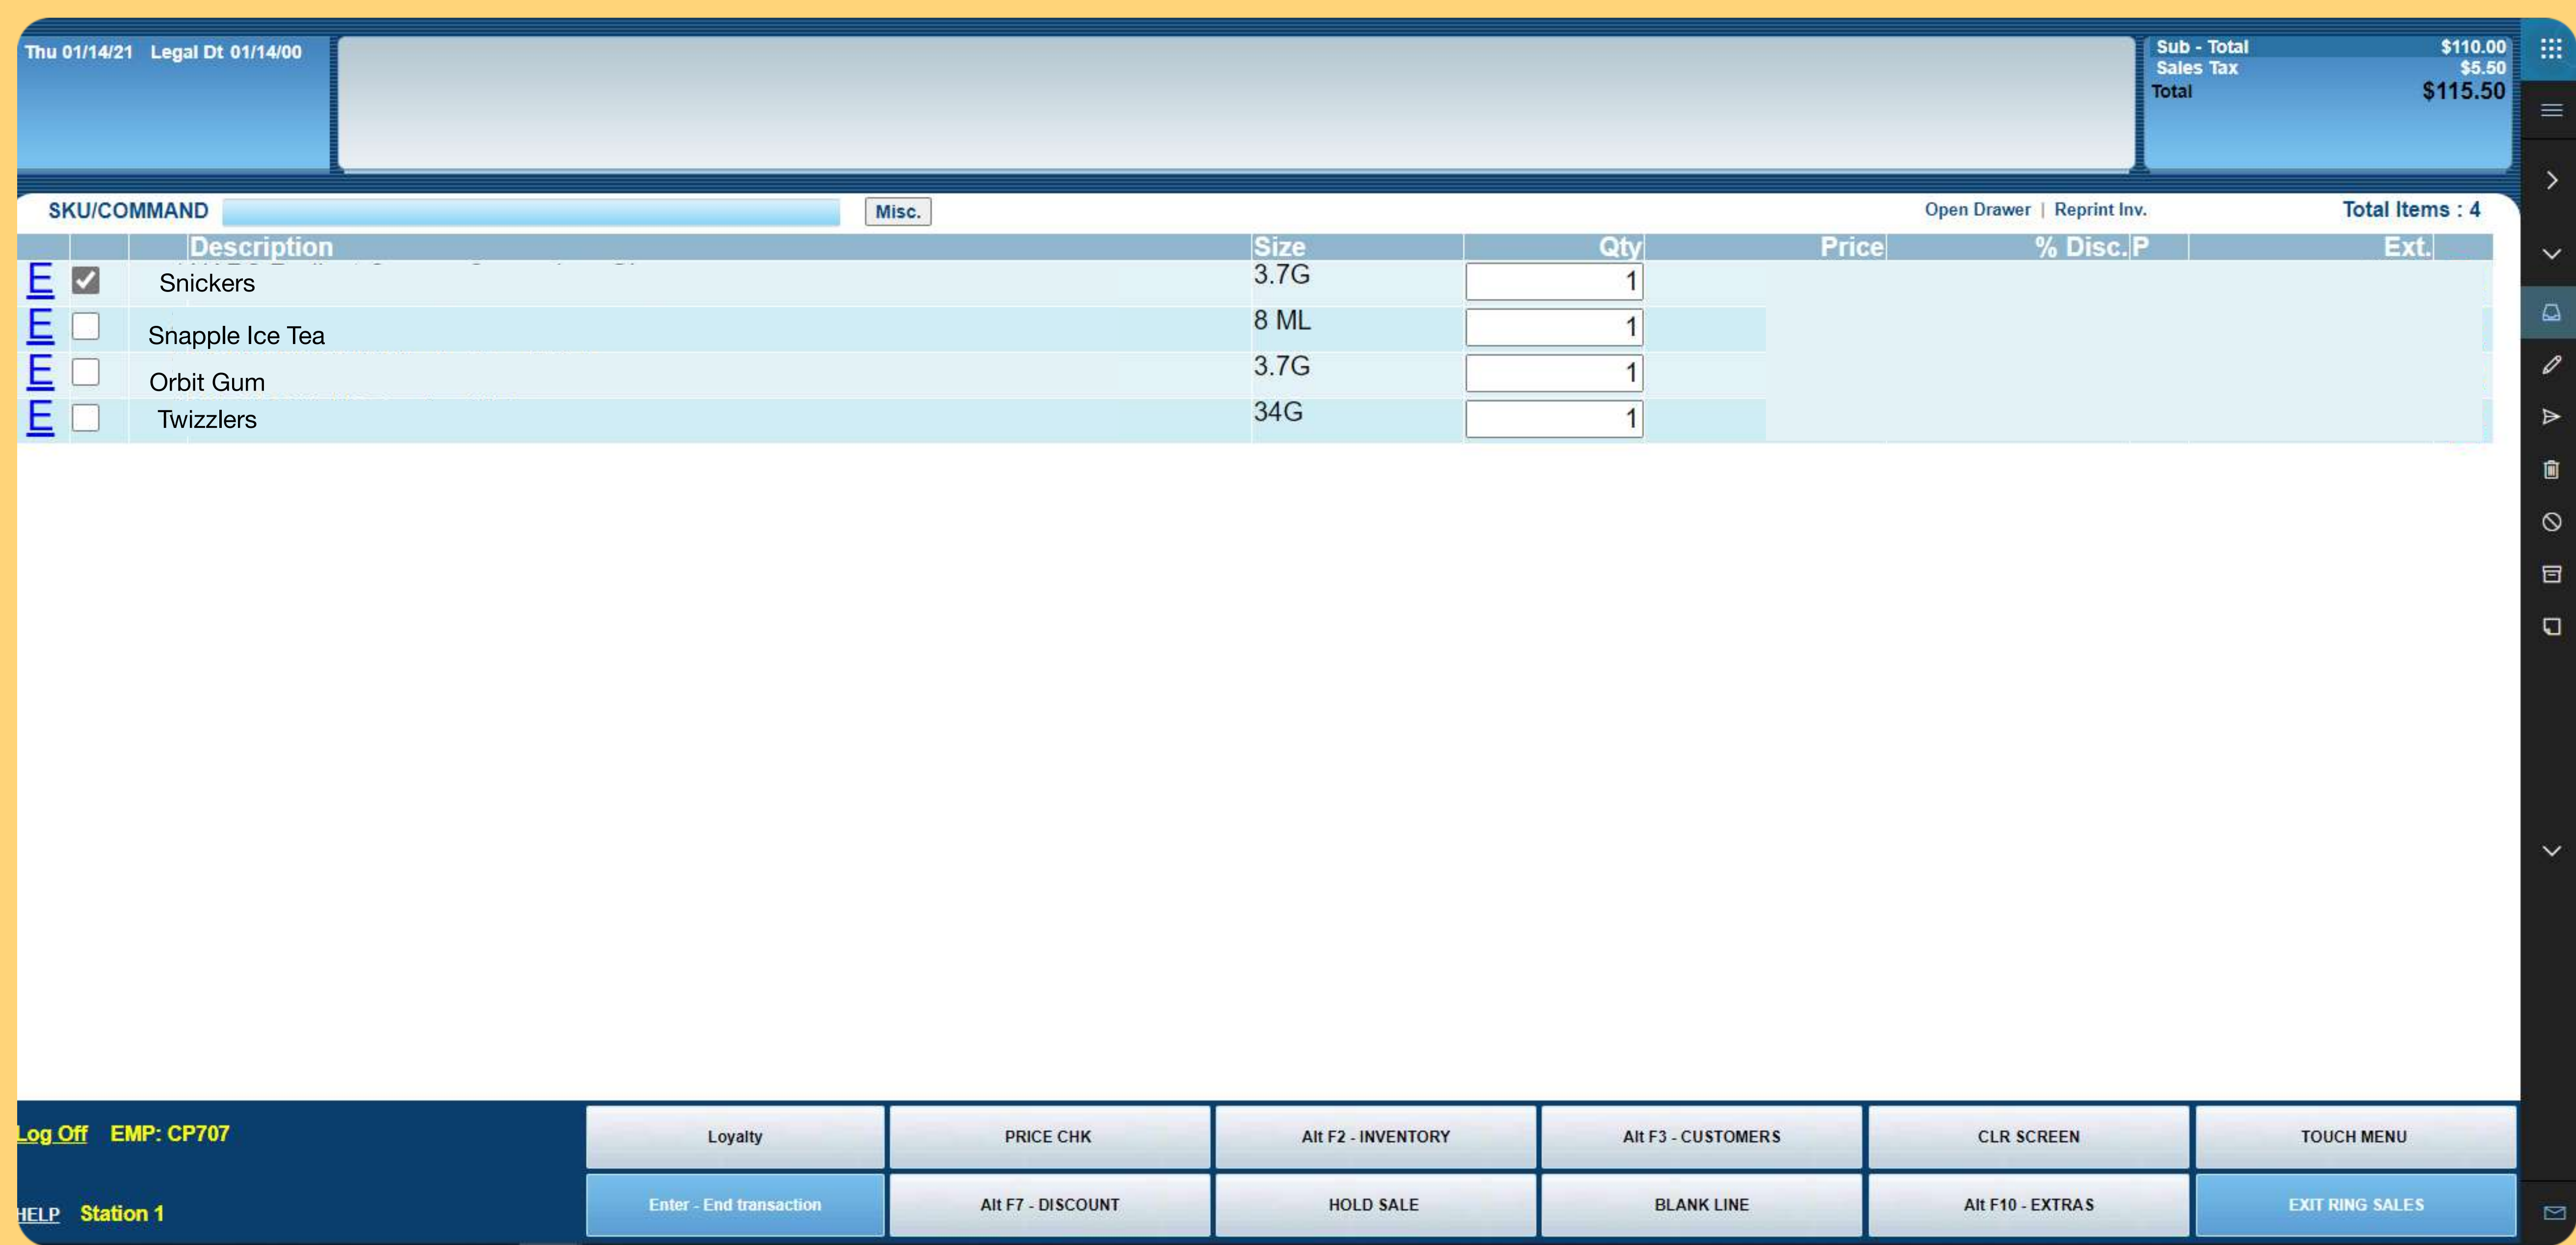 Thu 01/14/21 Legal Dt 01/14/00
Sub - Total $110.00
Sales Tax $5.50
Total $115.50
SKU/COMMAND Misc. Open Drawer | Reprint Inv. Total Items : 4
Description Size Qty Price % Disc. P Ext.
E Snickers 3.7G 1
E Snapple Ice Tea 8 ML 1
E Orbit Gum 3.7G 1
E Twizzlers 34G 1
Log Off EMP: CP707
Loyalty PRICE CHK Alt F2 - INVENTORY Alt F3 - CUSTOMERS CLR SCREEN TOUCH MENU
HELP Station 1
Enter - End transaction Alt F7 - DISCOUNT HOLD SALE BLANK LINE Alt F10 - EXTRAS EXIT RING SALES